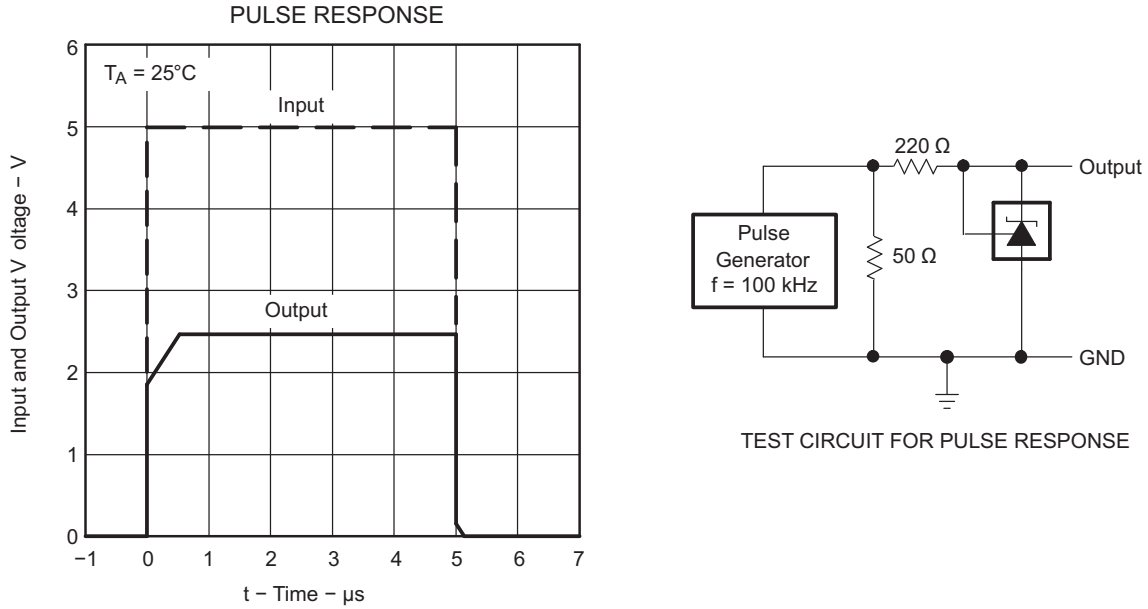 PULSE RESPONSE
TA = 25°C
Input
Output
6
5
4
3
2
1
0
−1 0 1 2 3 4 5 6 7
Input and Output V oltage − V
t − Time − μs
220 Ω
50 Ω
Pulse
Generator
f = 100 kHz
Output
GND
TEST CIRCUIT FOR PULSE RESPONSE